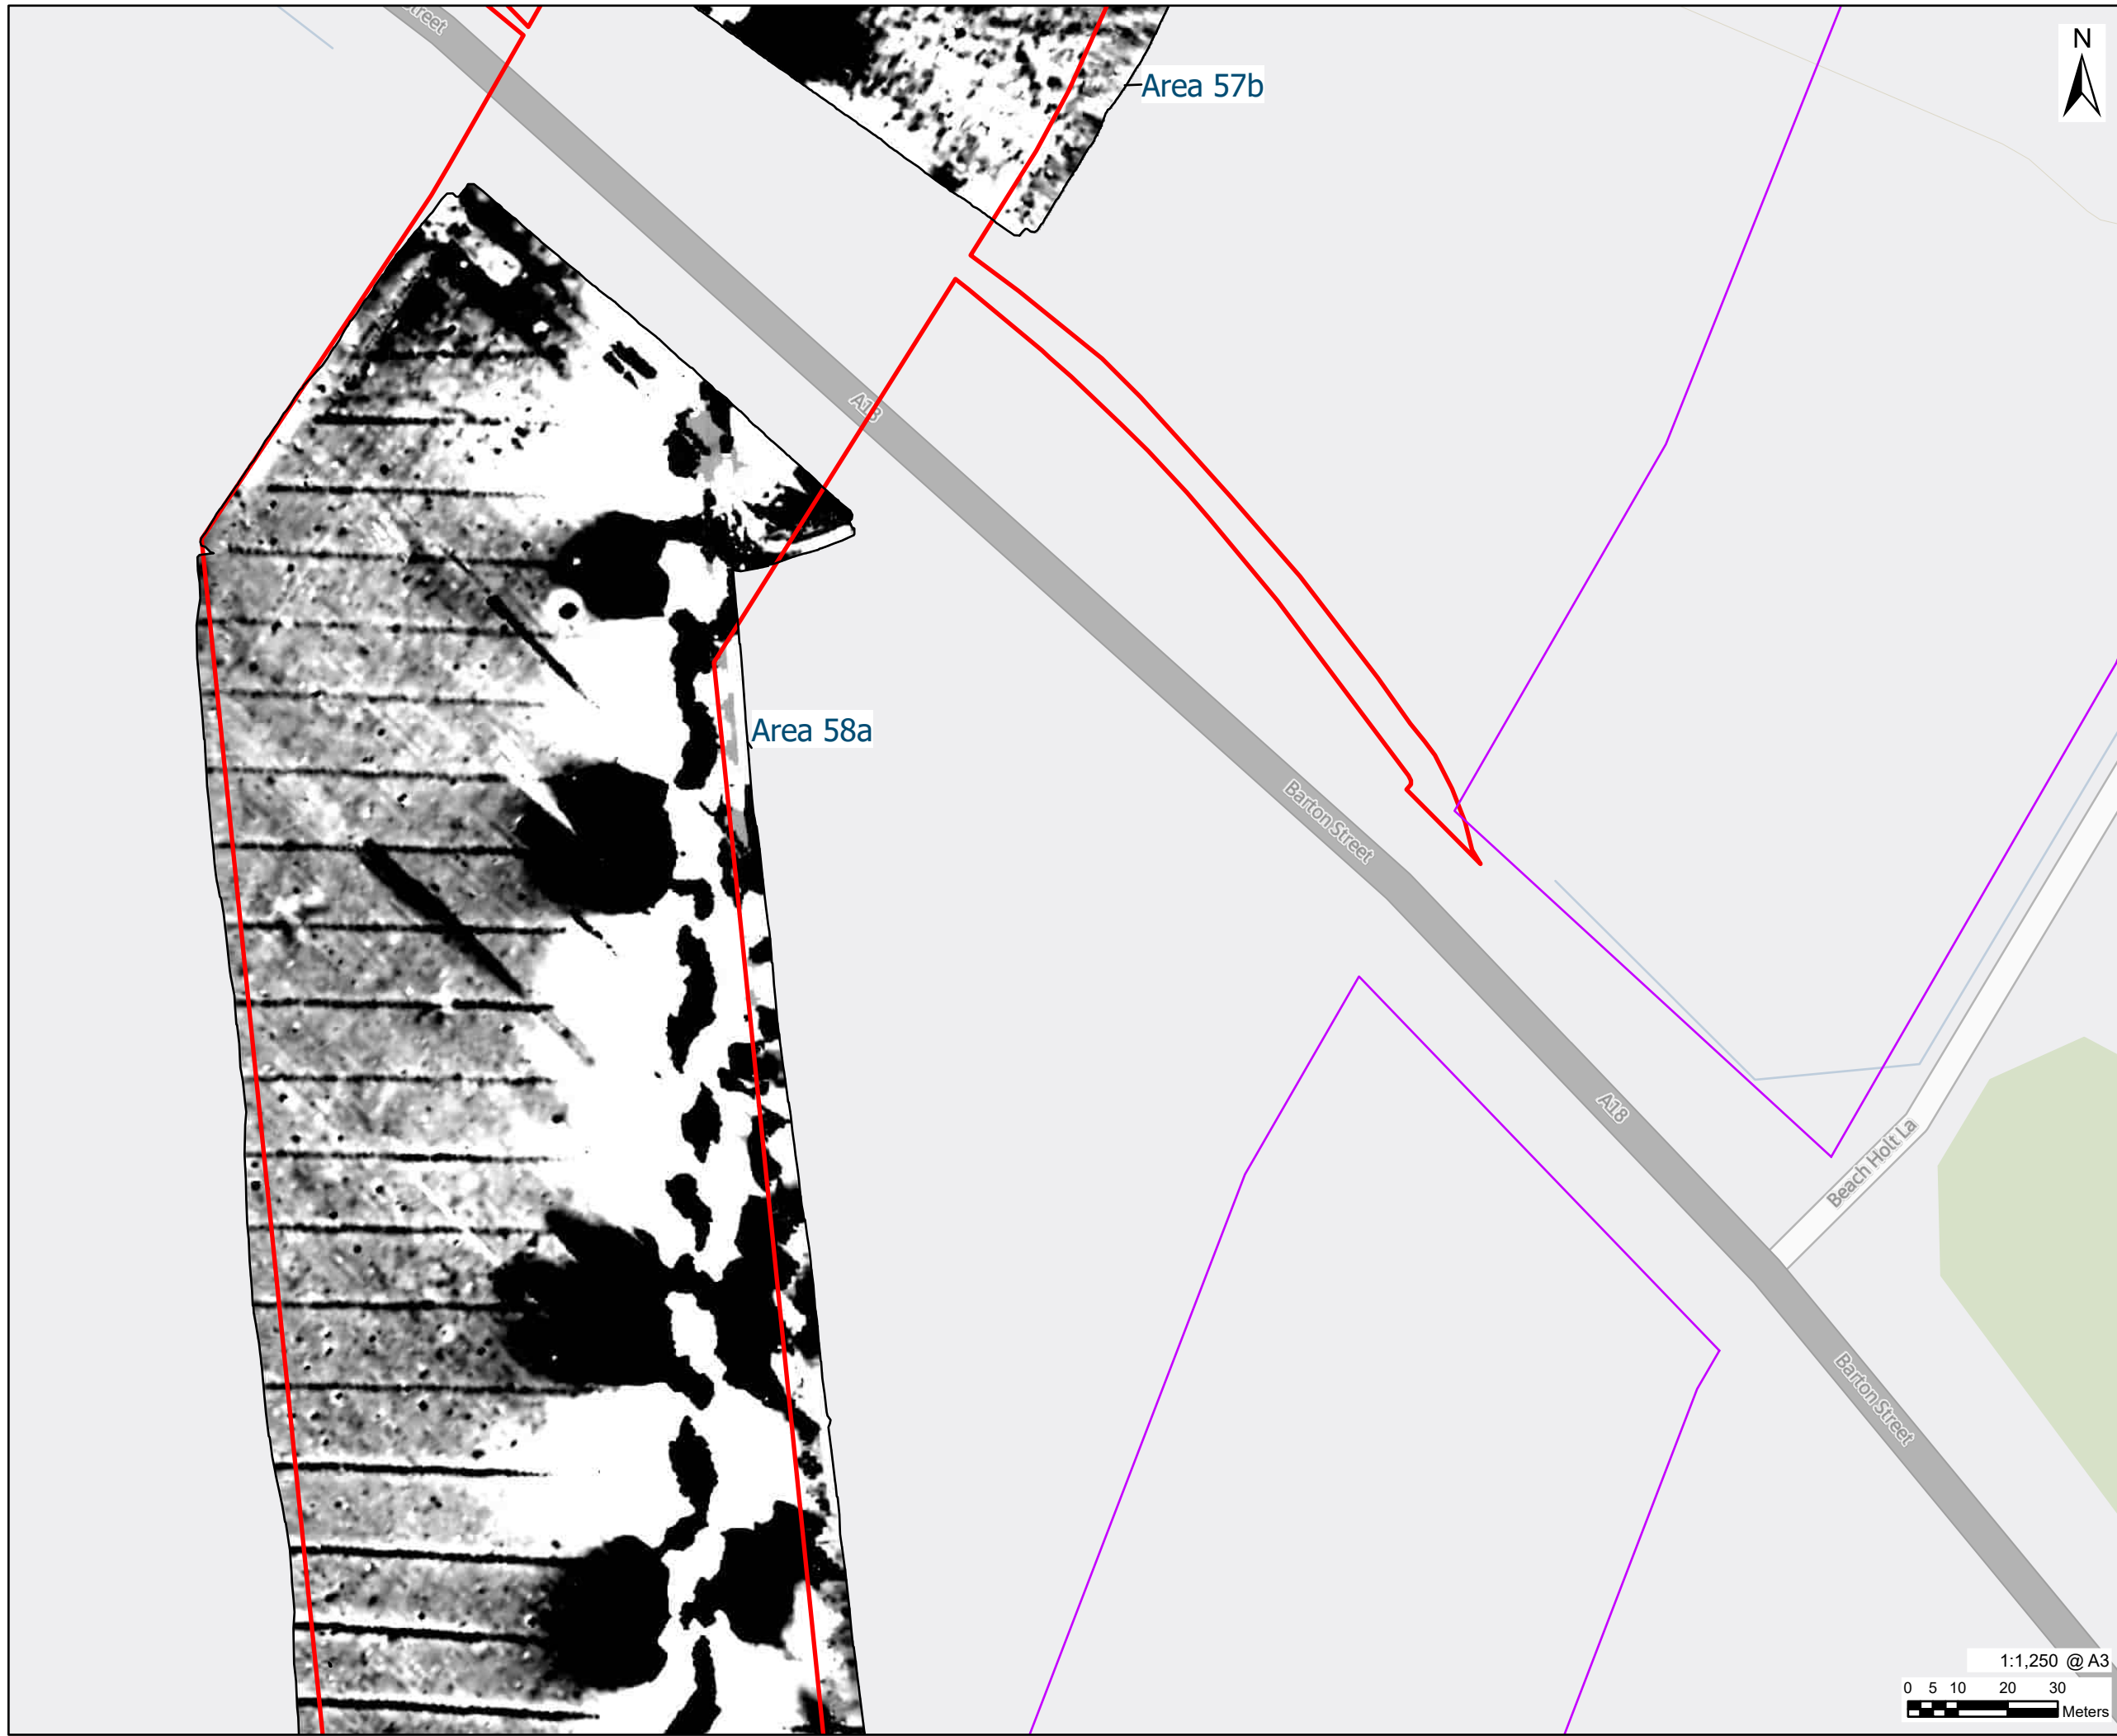 Street
N
Area 57b
A18
Area 58a
Barton Street
A18
Beach Holt La
Barton Street
1:1,250 @ A3
0 5 10 20 30
Meters